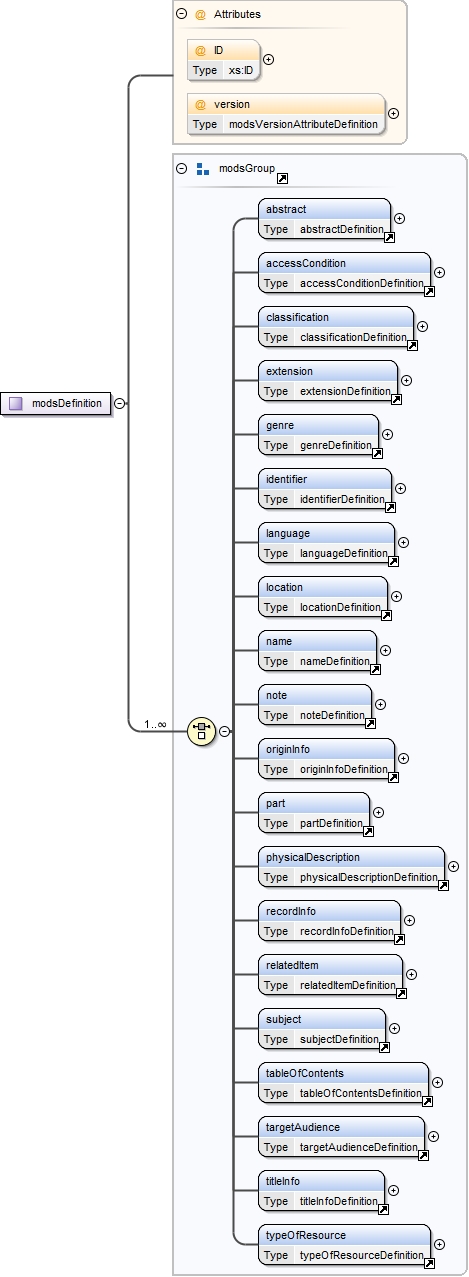 Attributes
@ ID
Type xs:ID
@ version
Type modsVersionAttributeDefinition
modsGroup
abstract
Type abstractDefinition
accessCondition
Type accessConditionDefinition
classification
Type classificationDefinition
extension
Type extensionDefinition
modsDefinition
genre
Type genreDefinition
identifier
Type identifierDefinition
language
Type languageDefinition
location
Type locationDefinition
name
Type nameDefinition
note
Type noteDefinition
1..∞
originInfo
Type originInfoDefinition
part
Type partDefinition
physicalDescription
Type physicalDescriptionDefinition
recordInfo
Type recordInfoDefinition
relatedItem
Type relatedItemDefinition
subject
Type subjectDefinition
tableOfContents
Type tableOfContentsDefinition
targetAudience
Type targetAudienceDefinition
titleInfo
Type titleInfoDefinition
typeOfResource
Type typeOfResourceDefinition